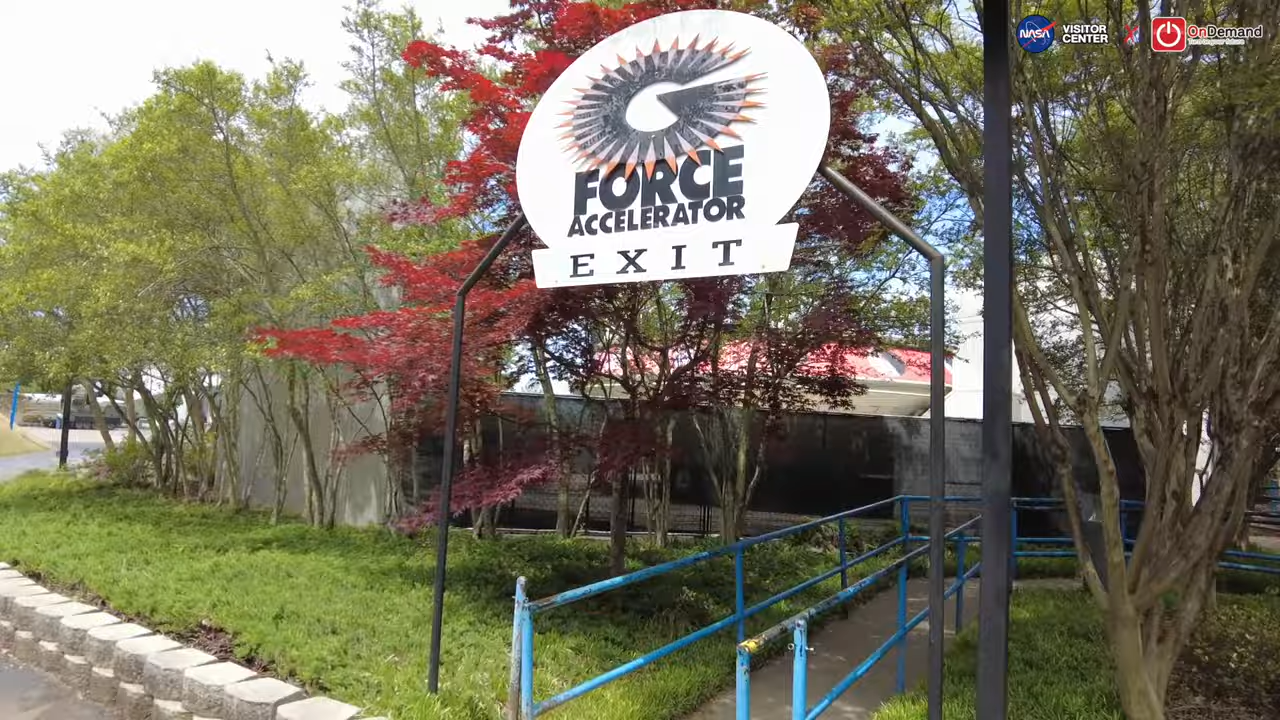 G
FORCE
ACCELERATOR
EXIT
NASA
VISITOR
CENTER
OnDemand